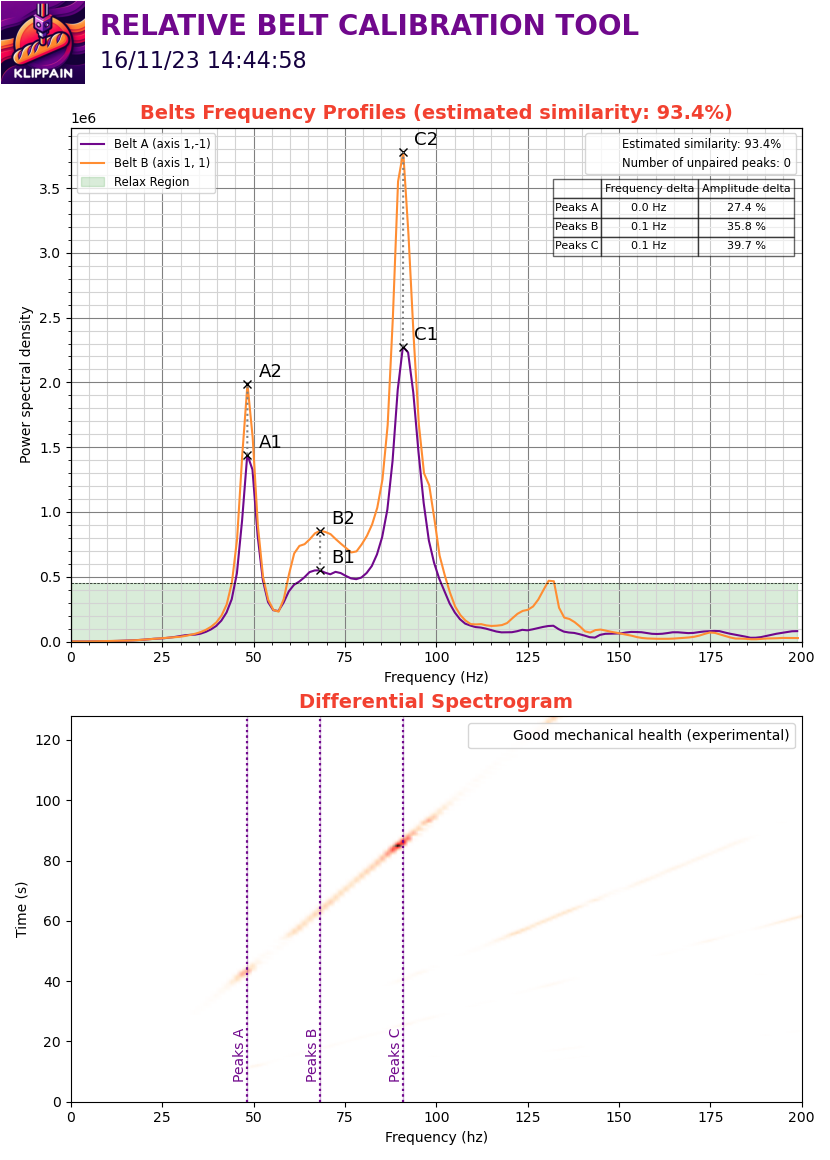 KLIPPAIN
RELATIVE BELT CALIBRATION TOOL
16/11/23 14:44:58
Belts Frequency Profiles (estimated similarity: 93.4%)
1e6
Belt A (axis 1,-1)
Belt B (axis 1, 1)
Relax Region
Estimated similarity: 93.4%
Number of unpaired peaks: 0
Frequency delta Amplitude delta
Peaks A 0.0 Hz 27.4 %
Peaks B 0.1 Hz 35.8 %
Peaks C 0.1 Hz 39.7 %
C2
C1
A2
A1
B2
B1
Power spectral density
3.5
3.0
2.5
2.0
1.5
1.0
0.5
0.0
0 25 50 75 100 125 150 175 200
Frequency (Hz)
Differential Spectrogram
Good mechanical health (experimental)
Time (s)
120
100
80
60
40
20
0
Peaks A
Peaks B
Peaks C
0 25 50 75 100 125 150 175 200
Frequency (hz)